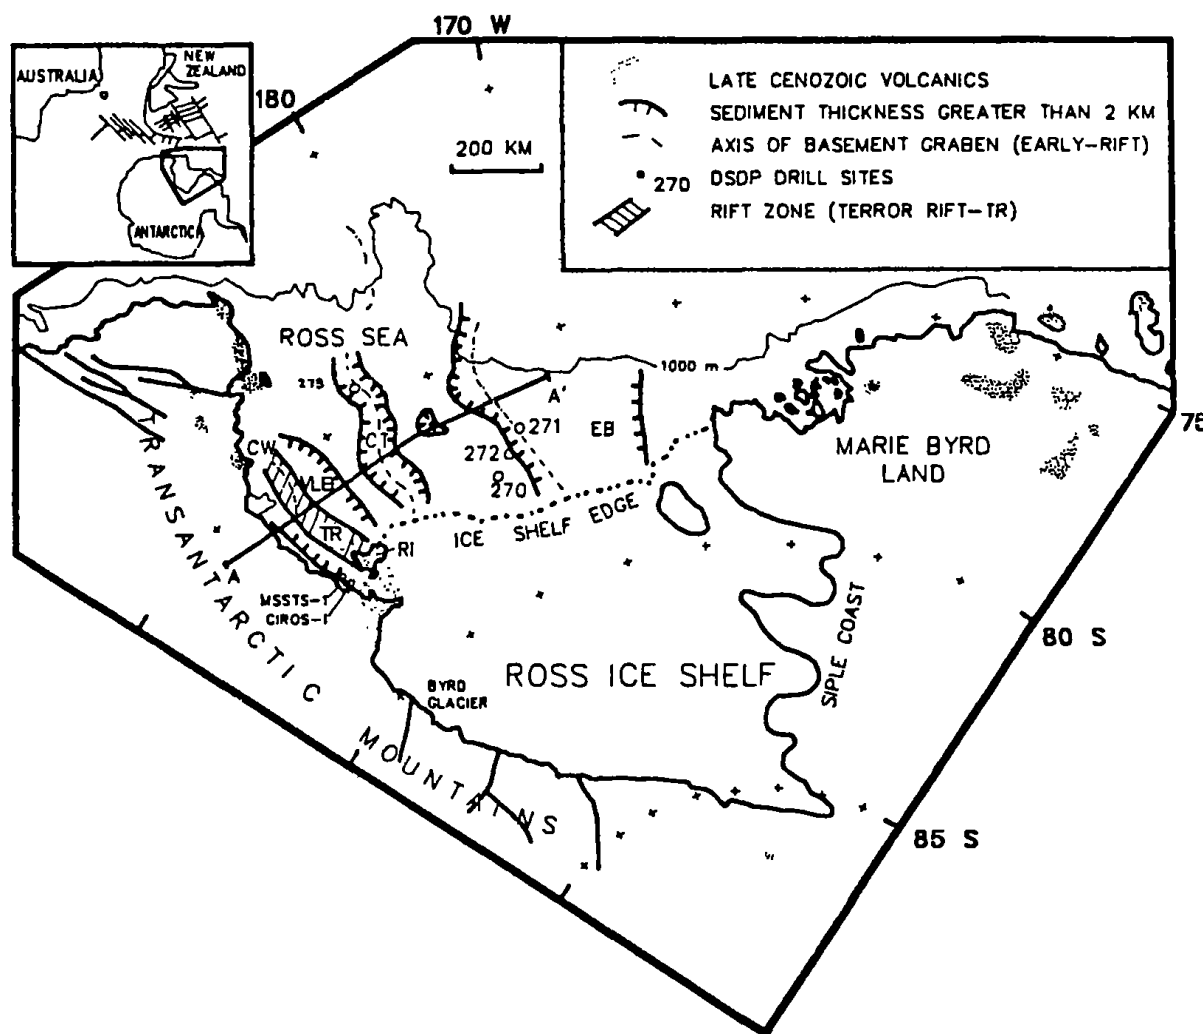 170 W
NEW
ZEALAND
AUSTRALIA
180
ANTARCTICA
LATE CENOZOIC VOLCANICS
SEDIMENT THICKNESS GREATER THAN 2 KM
AXIS OF BASEMENT GRABEN (EARLY-RIFT)
270 DSDP DRILL SITES
RIFT ZONE (TERROR RIFT-TR)
200 KM
ROSS SEA
1000 m
A'
CT
271
EB
272
270
CW
VLB
TR
RI
A
ICE SHELF EDGE
MARIE BYRD
LAND
75
MSSTS-1
CIROS-1
TRANSANTARCTIC
MOUNTAINS
BYRD
GLACIER
ROSS ICE SHELF
SIPLE COAST
80 S
85 S